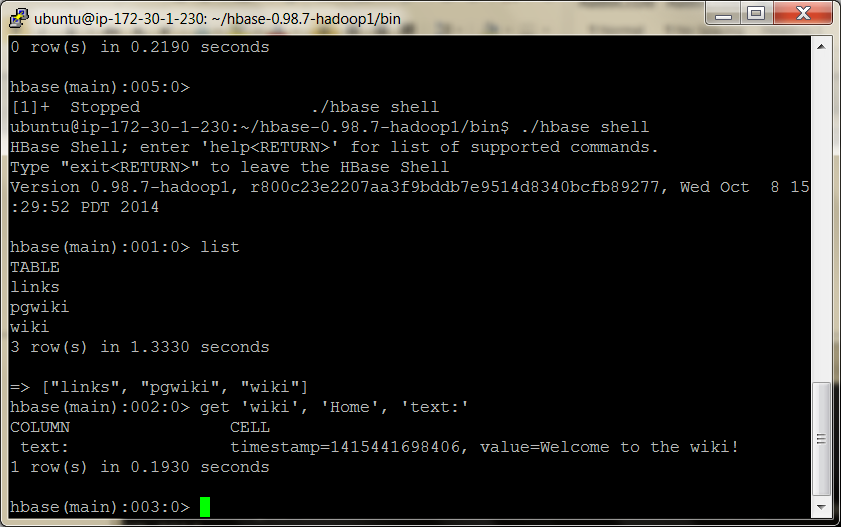 ubuntu@ip-172-30-1-230: ~/hbase-0.98.7-hadoop1/bin
0 row(s) in 0.2190 seconds
hbase(main):005:0>
[1]+  Stopped                 ./hbase shell
ubuntu@ip-172-30-1-230:~/hbase-0.98.7-hadoop1/bin$ ./hbase shell
HBase Shell; enter 'help<RETURN>' for list of supported commands.
Type "exit<RETURN>" to leave the HBase Shell
Version 0.98.7-hadoop1, r800c23e2207aa3f9bddb7e9514d8340bcfb89277, Wed Oct  8 15
:29:52 PDT 2014
hbase(main):001:0> list
TABLE
links
pgwiki
wiki
3 row(s) in 1.3330 seconds
=> ["links", "pgwiki", "wiki"]
hbase(main):002:0> get 'wiki', 'Home', 'text:'
COLUMN                CELL
 text:                timestamp=1415441698406, value=Welcome to the wiki!
1 row(s) in 0.1930 seconds
hbase(main):003:0>